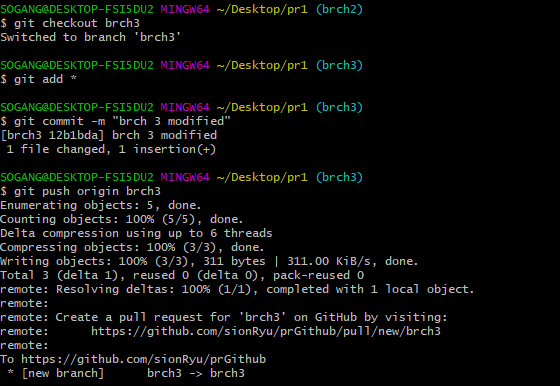 SOGANG@DESKTOP-FSI5DU2 MINGW64 ~/Desktop/pr1 (brch2)
$ git checkout brch3
Switched to branch 'brch3'
SOGANG@DESKTOP-FSI5DU2 MINGW64 ~/Desktop/pr1 (brch3)
$ git add *
SOGANG@DESKTOP-FSI5DU2 MINGW64 ~/Desktop/pr1 (brch3)
$ git commit -m "brch 3 modified"
[brch3 12b1bda] brch 3 modified
 1 file changed, 1 insertion(+)
SOGANG@DESKTOP-FSI5DU2 MINGW64 ~/Desktop/pr1 (brch3)
$ git push origin brch3
Enumerating objects: 5, done.
Counting objects: 100% (5/5), done.
Delta compression using up to 6 threads
Compressing objects: 100% (3/3), done.
Writing objects: 100% (3/3), 311 bytes | 311.00 KiB/s, done.
Total 3 (delta 1), reused 0 (delta 0), pack-reused 0
remote: Resolving deltas: 100% (1/1), completed with 1 local object.
remote:
remote: Create a pull request for 'brch3' on GitHub by visiting:
remote:      https://github.com/sionRyu/prGithub/pull/new/brch3
remote:
To https://github.com/sionRyu/prGithub
 * [new branch]      brch3 -> brch3